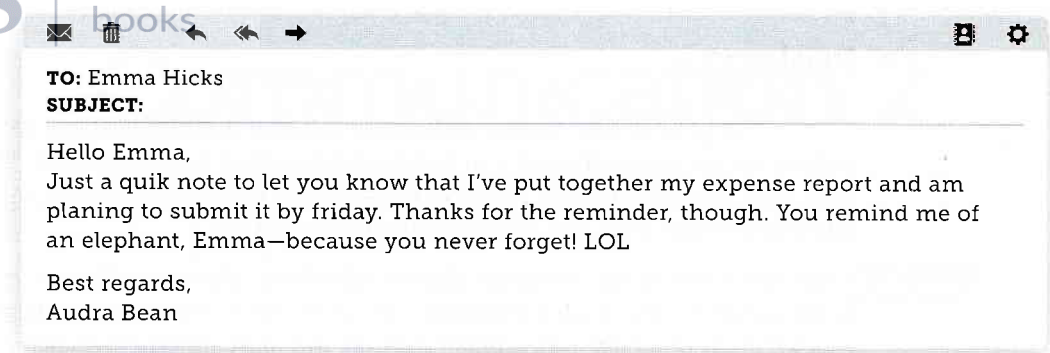 books
TO: Emma Hicks
SUBJECT:
Hello Emma,
Just a quik note to let you know that I've put together my expense report and am
planing to submit it by friday. Thanks for the reminder, though. You remind me of
an elephant, Emma—because you never forget! LOL
Best regards,
Audra Bean